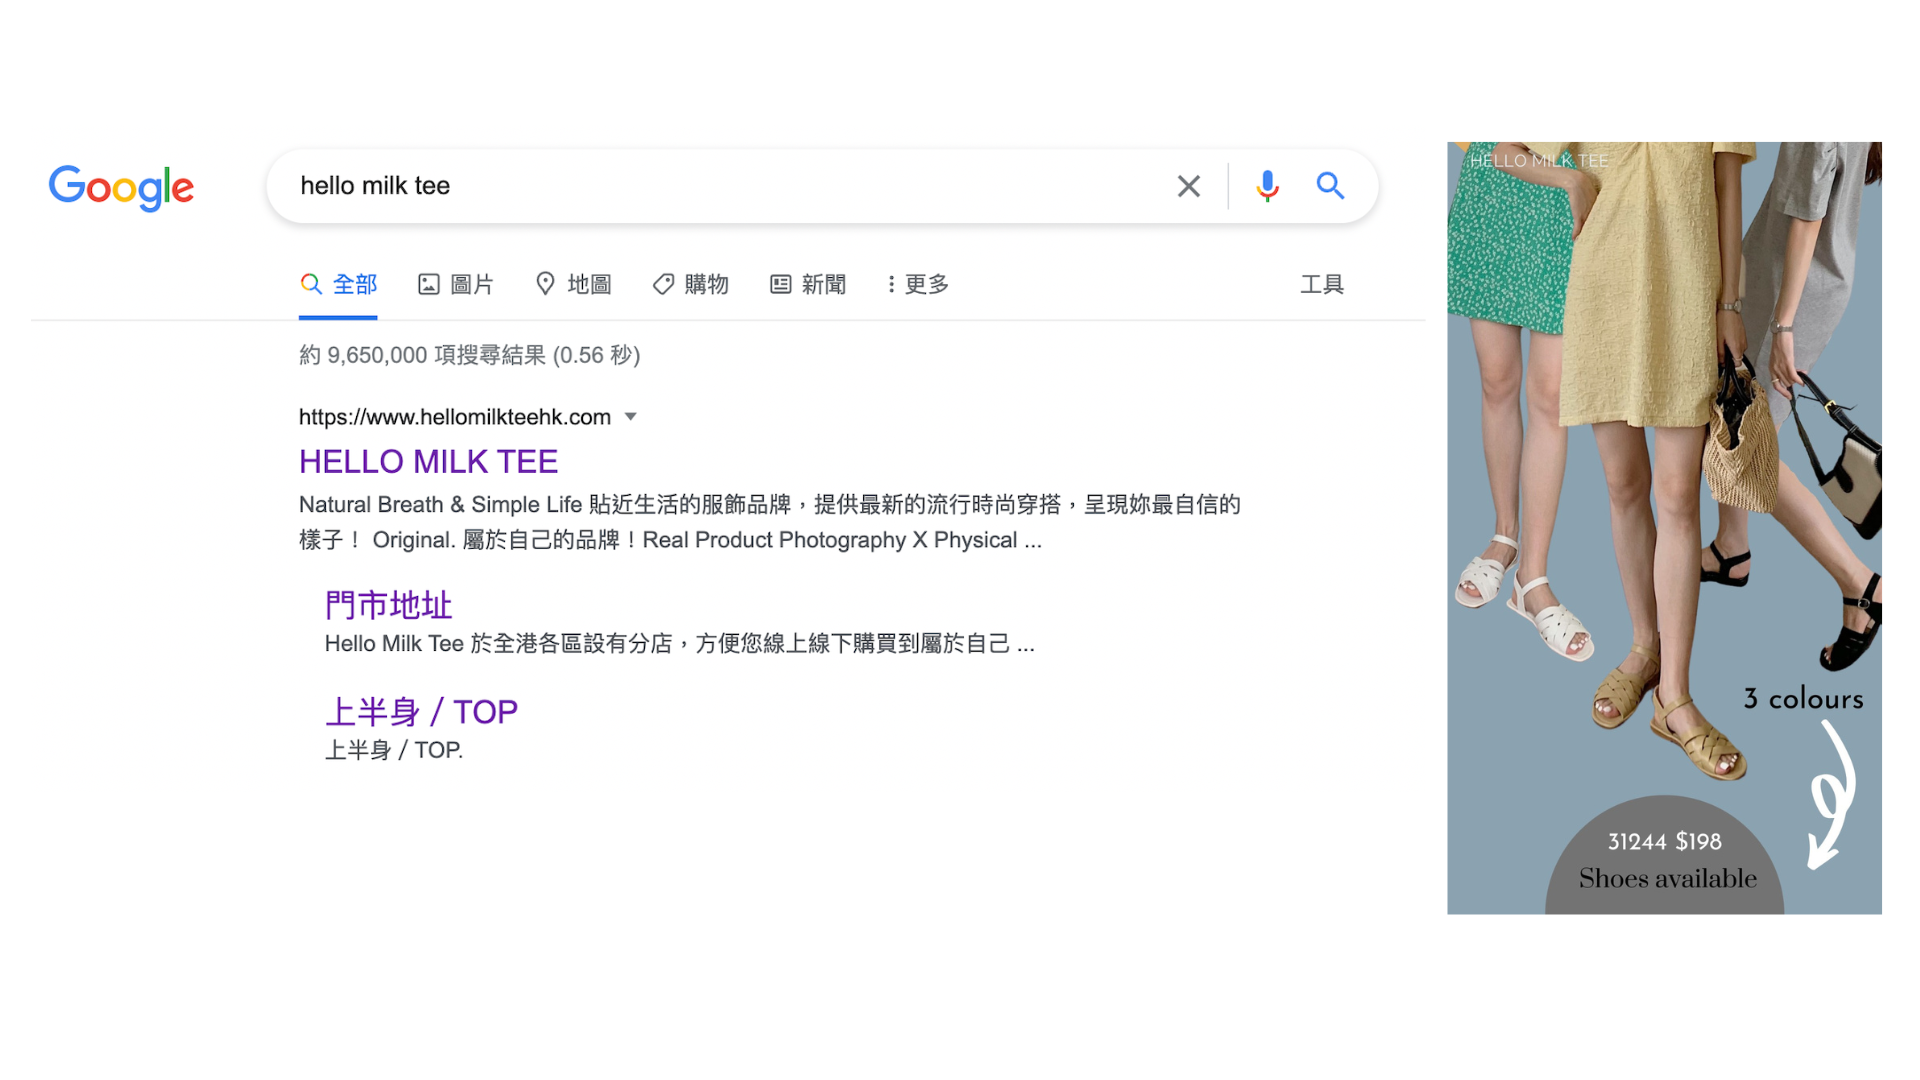 Google
hello milk tee
全部 圖片 地圖 購物 新聞 更多 工具
約 9,650,000 項搜尋結果 (0.56 秒)
https://www.hellomilkteehk.com
HELLO MILK TEE
Natural Breath & Simple Life 貼近生活的服飾品牌，提供最新的流行時尚穿搭，呈現妳最自信的
樣子！ Original. 屬於自己的品牌！Real Product Photography X Physical ...
門市地址
Hello Milk Tee 於全港各區設有分店，方便您線上線下購買到屬於自己 ...
上半身 / TOP
上半身 / TOP.
HELLO MILK TEE
3 colours
31244 $198
Shoes available